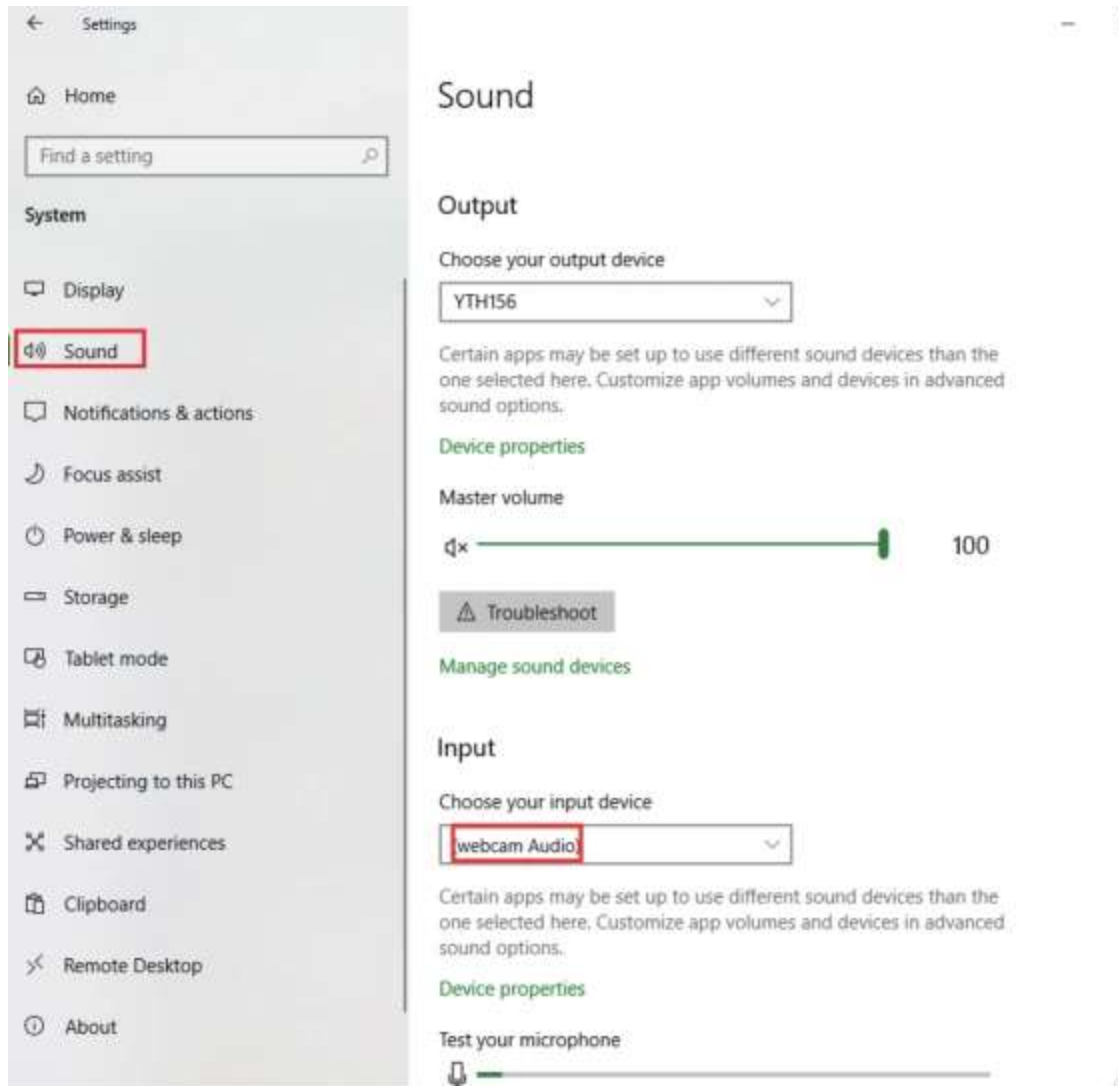 Settings
Home
Find a setting
System
Display
Sound
Notifications & actions
Focus assist
Power & sleep
Storage
Tablet mode
Multitasking
Projecting to this PC
Shared experiences
Clipboard
Remote Desktop
About
Sound
Output
Choose your output device
YTH156
Certain apps may be set up to use different sound devices than the
one selected here. Customize app volumes and devices in advanced
sound options.
Device properties
Master volume
100
Troubleshoot
Manage sound devices
Input
Choose your input device
(webcam Audio)
Certain apps may be set up to use different sound devices than the
one selected here. Customize app volumes and devices in advanced
sound options.
Device properties
Test your microphone